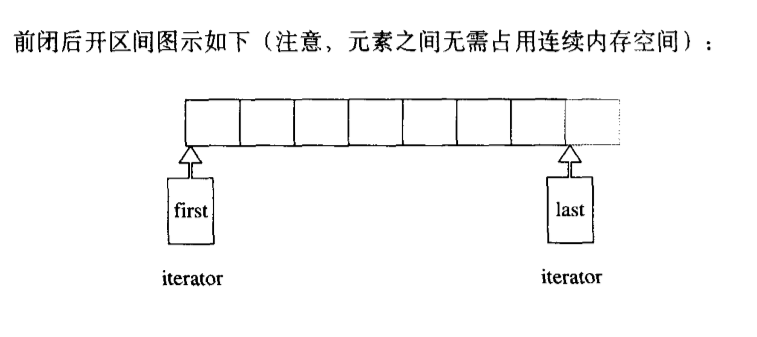 前闭后开区间图示如下（注意，元素之间无需占用连续内存空间）：
first
last
iterator
iterator